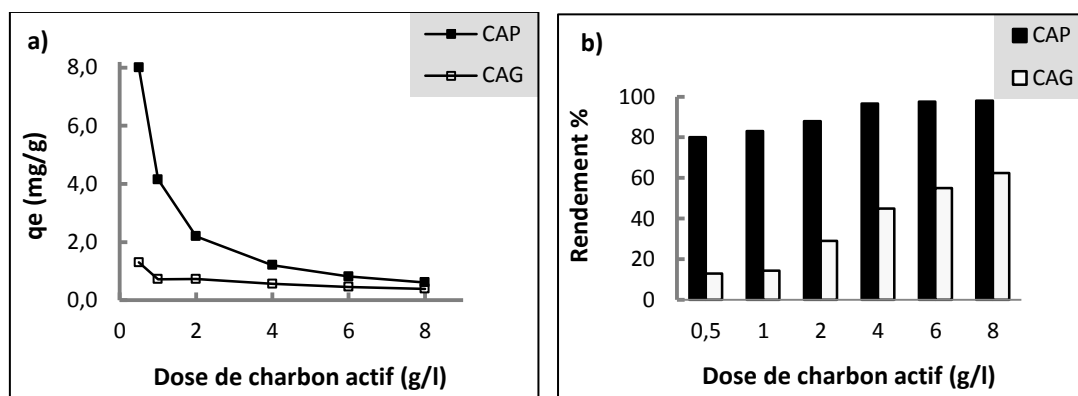 a)
CAP
CAG
8,0
6,0
4,0
2,0
0,0
qe (mg/g)
0
2
4
6
8
Dose de charbon actif (g/l)
b)
CAP
CAG
100
80
60
40
20
0
Rendement %
0,5
1
2
4
6
8
Dose de charbon actif (g/l)